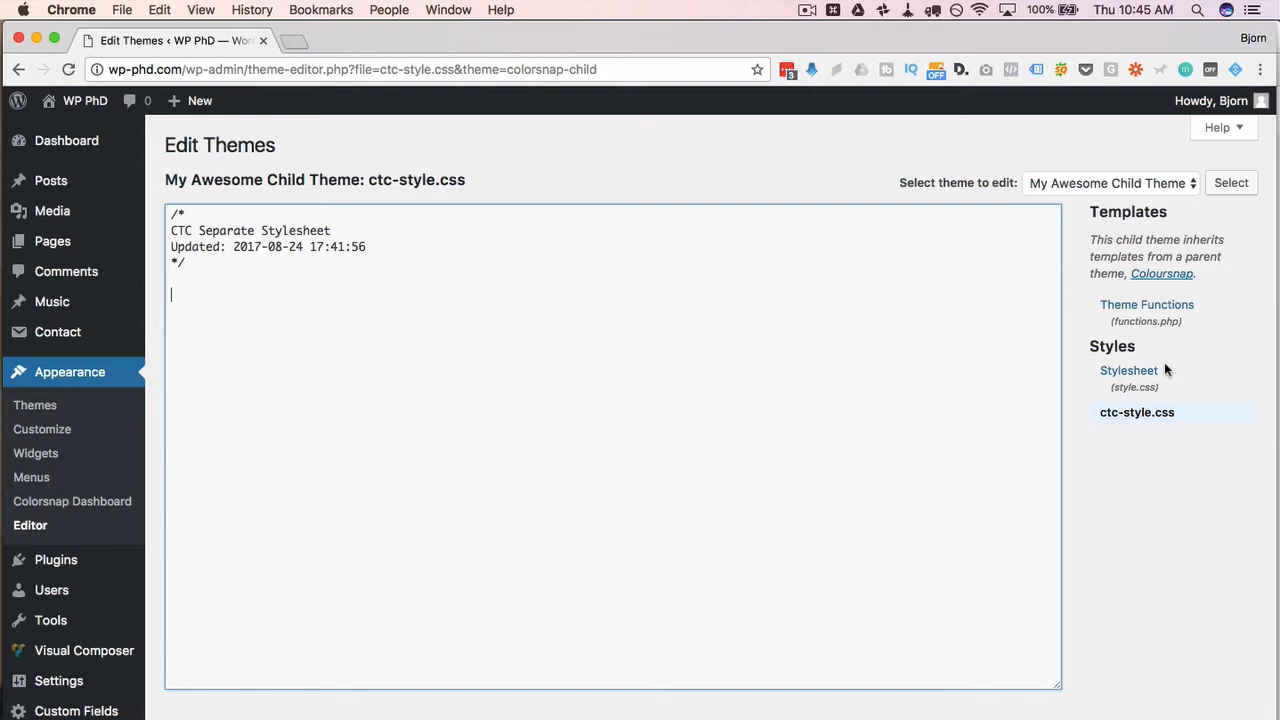 Chrome File Edit View History Bookmarks People Window Help 100% Thu 10:45 AM
Edit Themes ‹ WP PhD — Wor
Bjorn
wp-phd.com/wp-admin/theme-editor.php?file=ctc-style.css&theme=colorsnap-child
WP PhD 0 New Howdy, Bjorn
Help
Dashboard
Posts
Media
Pages
Comments
Music
Contact
Appearance
Themes
Customize
Widgets
Menus
Colorsnap Dashboard
Editor
Plugins
Users
Tools
Visual Composer
Settings
Custom Fields
Edit Themes
My Awesome Child Theme: ctc-style.css
Select theme to edit: My Awesome Child Theme Select
/*
CTC Separate Stylesheet
Updated: 2017-08-24 17:41:56
*/
Templates
This child theme inherits
templates from a parent
theme, Coloursnap.
Theme Functions
(functions.php)
Styles
Stylesheet
(style.css)
ctc-style.css